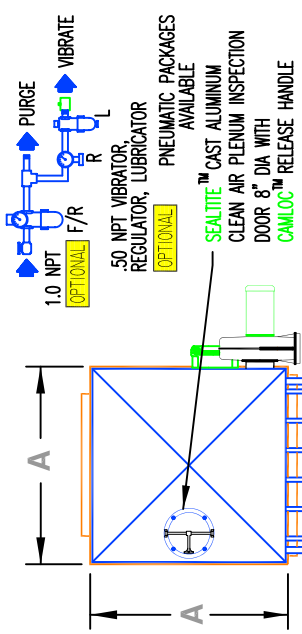 PURGE
VIBRATE
1.0 NPT
F/R
OPTIONAL
R
L
.50 NPT VIBRATOR,
REGULATOR, LUBRICATOR
OPTIONAL
PNEUMATIC PACKAGES
AVAILABLE
SEALTITE™ CAST ALUMINUM
CLEAN AIR PLENUM INSPECTION
DOOR 8" DIA WITH
CAMLOC™ RELEASE HANDLE
A
A